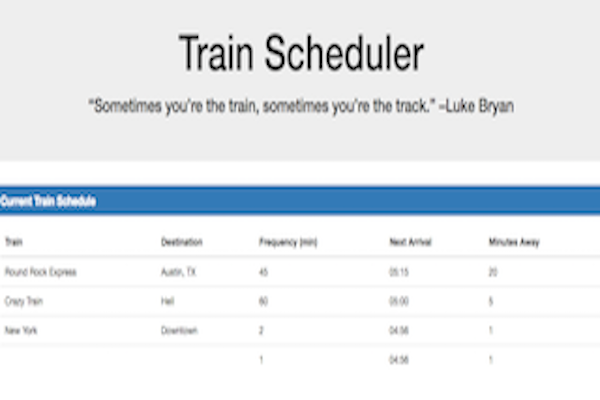 Train Scheduler
“Sometimes you're the train, sometimes you're the track.” –Luke Bryan
Current Train Schedule
Train Destination Frequency (min) Next Arrival Minutes Away
Round Rock Express Austin, TX 45 05:15 20
Crazy Train Hell 60 05:00 5
New York Downtown 2 04:56 1
1 04:56 1